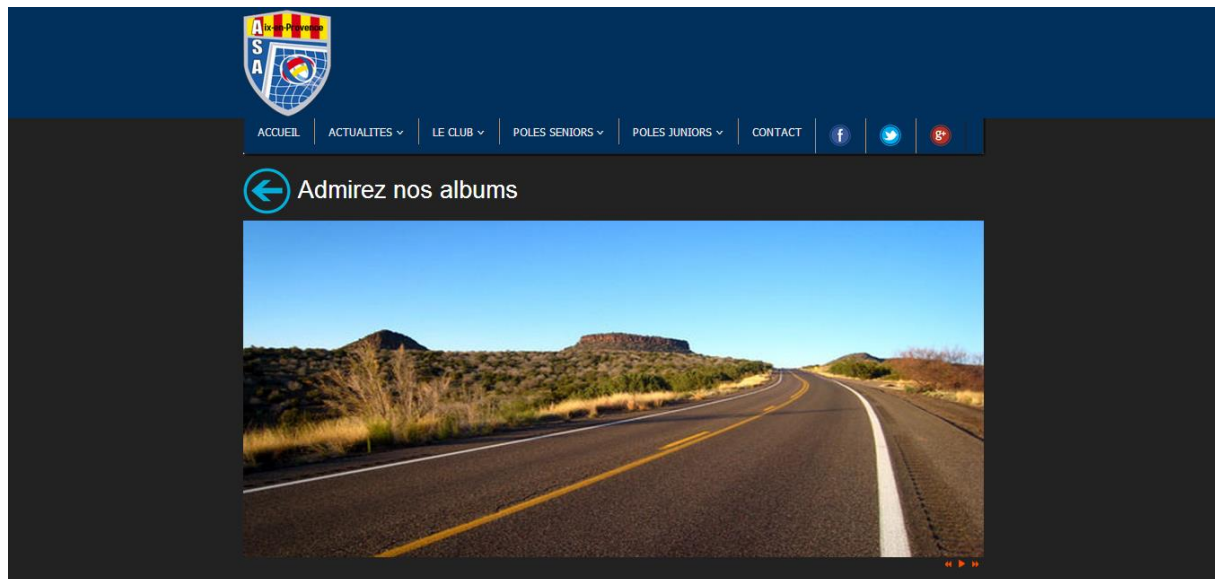 Aix-en-Provence
S
A
ACCUEIL ACTUALITES LE CLUB POLES SENIORS POLES JUNIORS CONTACT f g+
Admirez nos albums